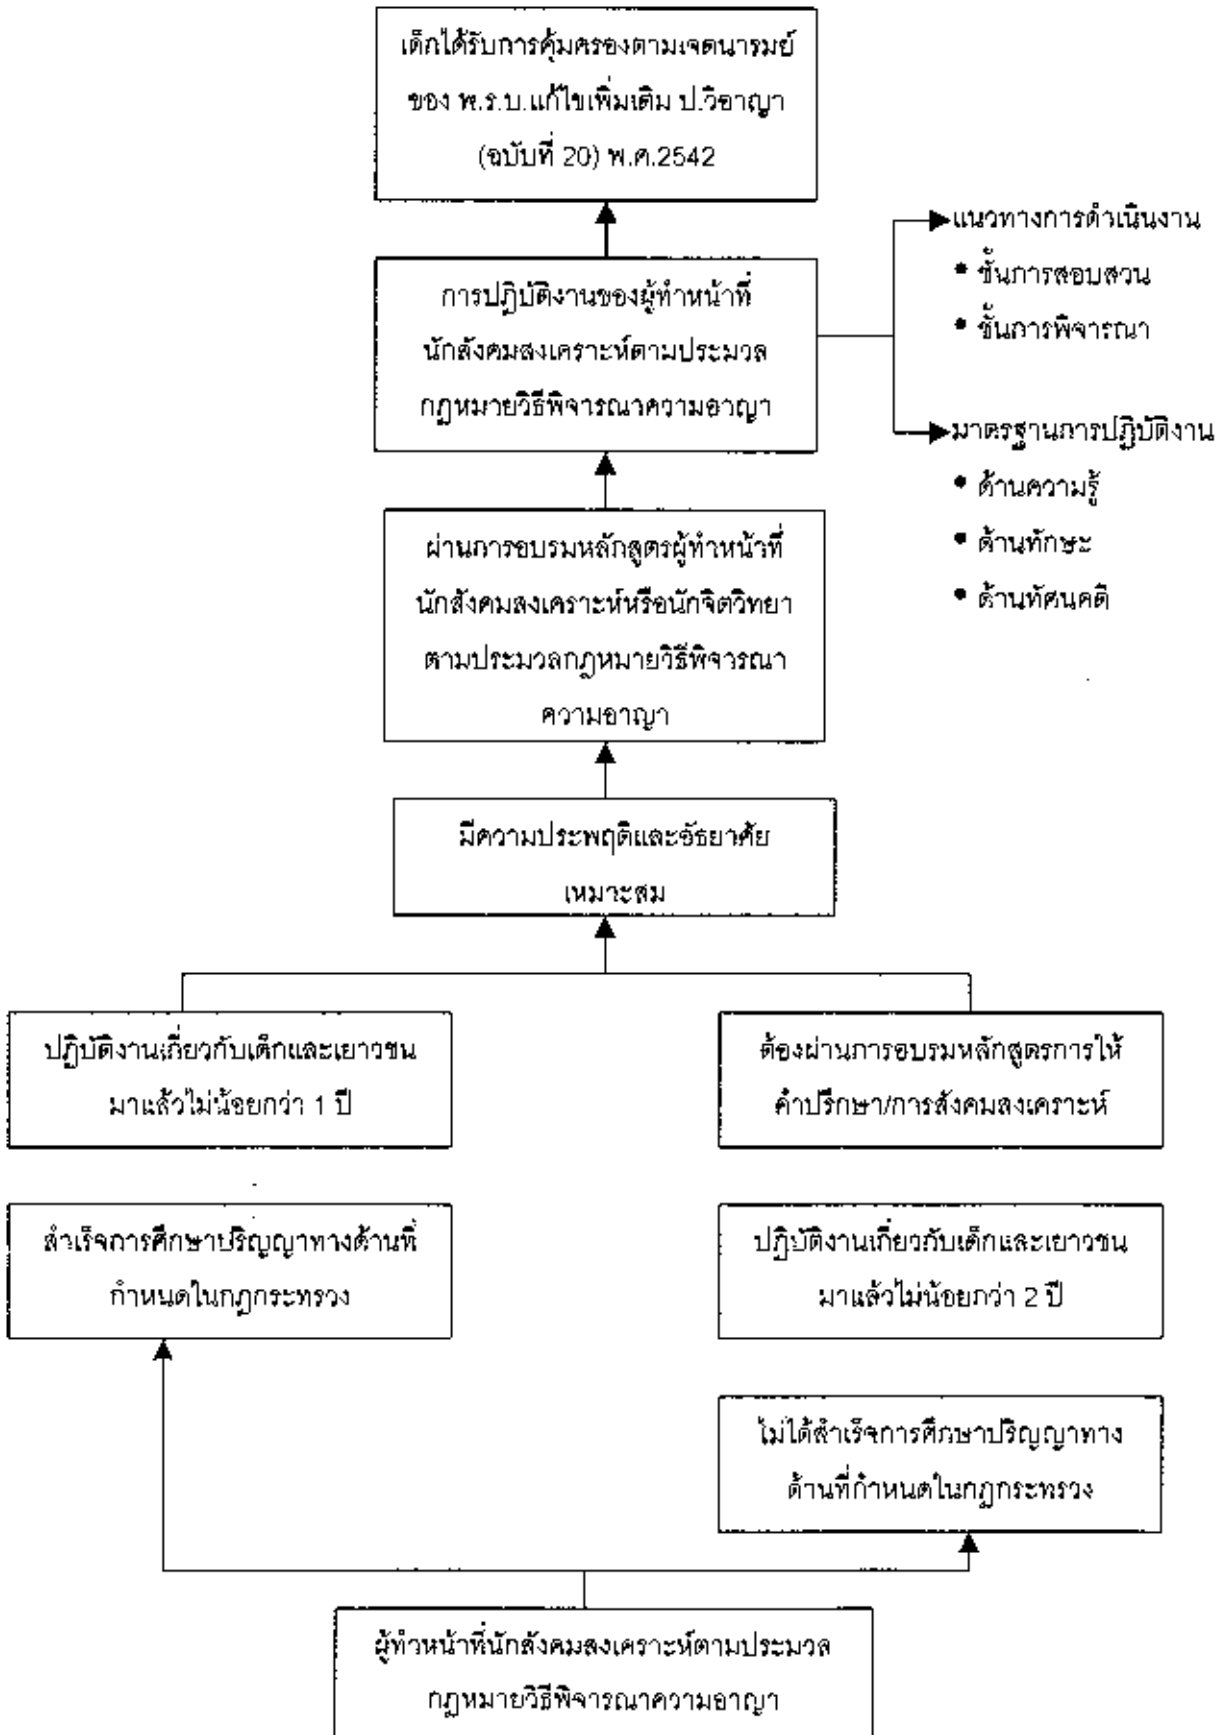 เด็กได้รับการคุ้มครองตามเจตนารมย์
ของ พ.ร.บ.แก้ไขเพิ่มเติม ป.วิอาญา
(ฉบับที่ 20) พ.ศ.2542
การปฏิบัติงานของผู้ทำหน้าที่
นักสังคมสงเคราะห์ตามประมวล
กฎหมายวิธีพิจารณาความอาญา
แนวทางการดำเนินงาน
• ชั้นการสอบสวน
• ชั้นการพิจารณา
มาตรฐานการปฏิบัติงาน
• ด้านความรู้
• ด้านทักษะ
• ด้านทัศนคติ
ผ่านการอบรมหลักสูตรผู้ทำหน้าที่
นักสังคมสงเคราะห์หรือนักจิตวิทยา
ตามประมวลกฎหมายวิธีพิจารณา
ความอาญา
มีความประพฤติและอัธยาศัย
เหมาะสม
ปฏิบัติงานเกี่ยวกับเด็กและเยาวชน
มาแล้วไม่น้อยกว่า 1 ปี
ต้องผ่านการอบรมหลักสูตรการให้
คำปรึกษา/การสังคมสงเคราะห์
สำเร็จการศึกษาปริญญาทางด้านที่
กำหนดในกฎกระทรวง
ปฏิบัติงานเกี่ยวกับเด็กและเยาวชน
มาแล้วไม่น้อยกว่า 2 ปี
ไม่ได้สำเร็จการศึกษาปริญญาทาง
ด้านที่กำหนดในกฎกระทรวง
ผู้ทำหน้าที่นักสังคมสงเคราะห์ตามประมวล
กฎหมายวิธีพิจารณาความอาญา